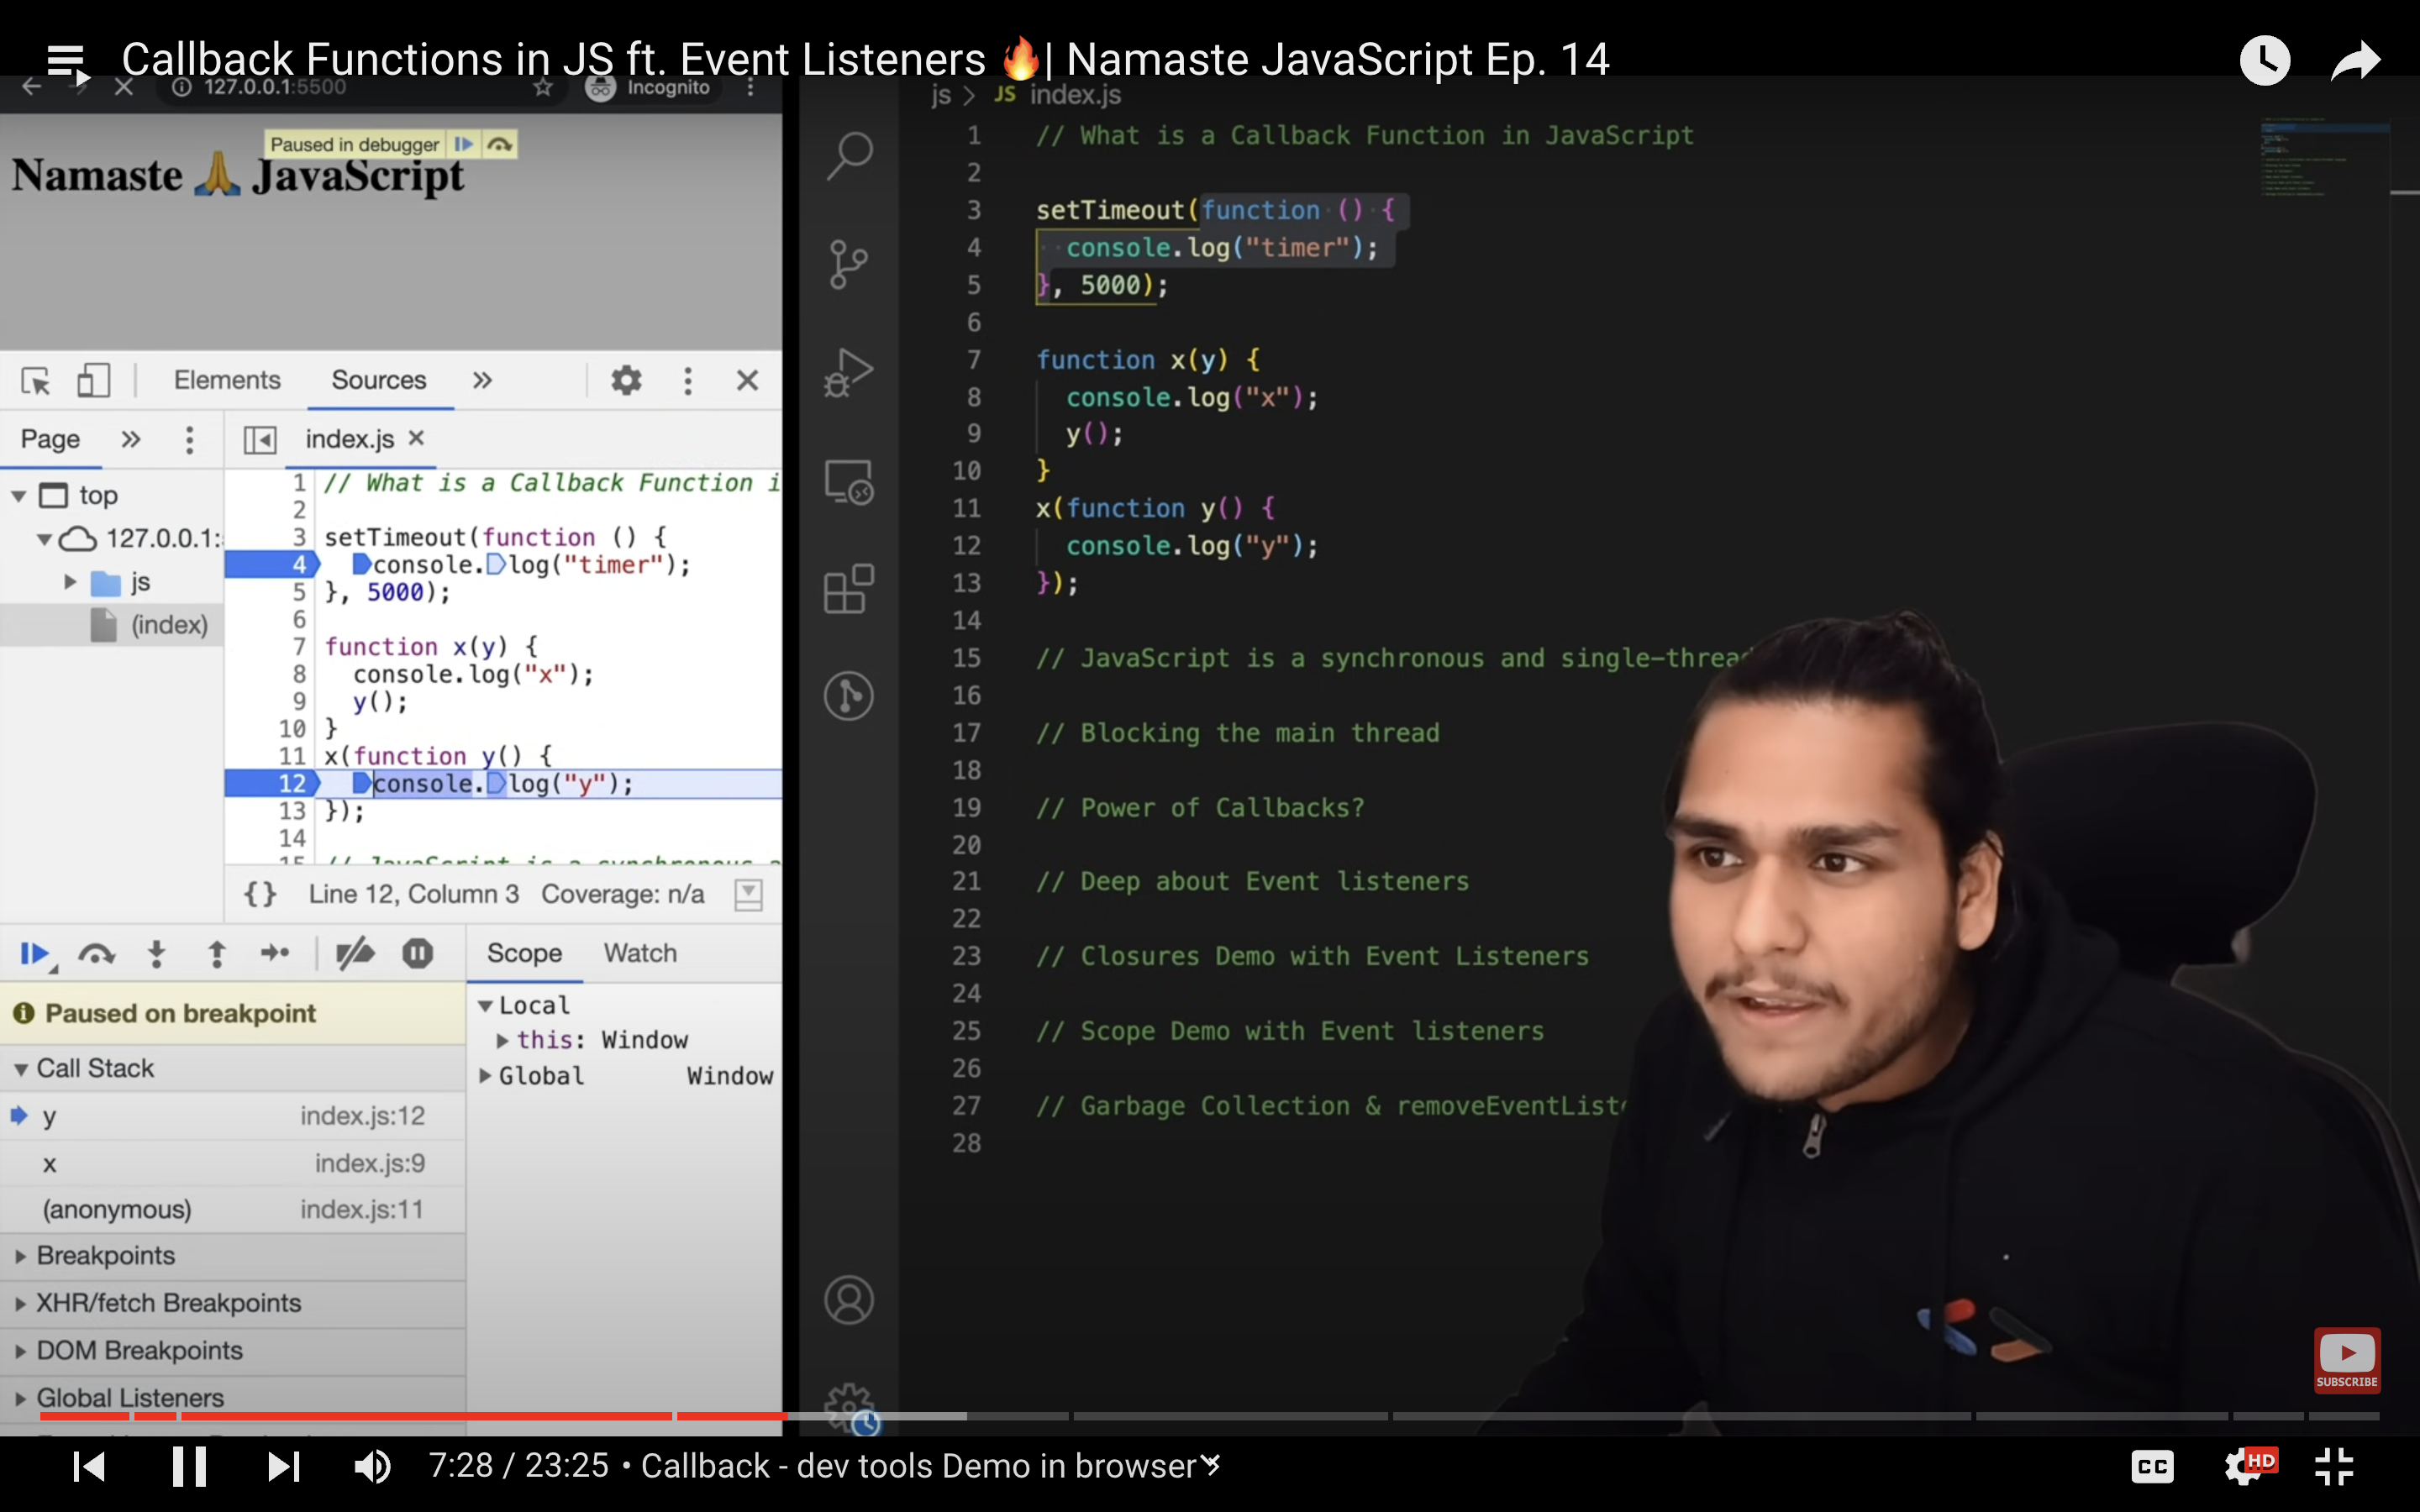 Callback Functions in JS ft. Event Listeners 🔥| Namaste JavaScript Ep. 14
127.0.0.1:5500
Incognito
Paused in debugger
Namaste 🙏 JavaScript
Elements
Sources
Page
index.js
top
127.0.0.1:
js
(index)
1 // What is a Callback Function i
2
3 setTimeout(function () {
4 console.log("timer");
5 }, 5000);
6
7 function x(y) {
8 console.log("x");
9 y();
10 }
11 x(function y() {
12 console.log("y");
13 });
14
15 // JavaScript is a synchronous a
{} Line 12, Column 3 Coverage: n/a
Scope
Watch
Paused on breakpoint
Call Stack
y index.js:12
x index.js:9
(anonymous) index.js:11
Breakpoints
XHR/fetch Breakpoints
DOM Breakpoints
Global Listeners
Local
this: Window
Global Window
js > JS index.js
1 // What is a Callback Function in JavaScript
2
3 setTimeout(function () {
4 console.log("timer");
5 }, 5000);
6
7 function x(y) {
8 console.log("x");
9 y();
10 }
11 x(function y() {
12 console.log("y");
13 });
14
15 // JavaScript is a synchronous and single-threa
16
17 // Blocking the main thread
18
19 // Power of Callbacks?
20
21 // Deep about Event listeners
22
23 // Closures Demo with Event Listeners
24
25 // Scope Demo with Event listeners
26
27 // Garbage Collection & removeEventList
28
SUBSCRIBE
7:28 / 23:25 • Callback - dev tools Demo in browser
CC
HD